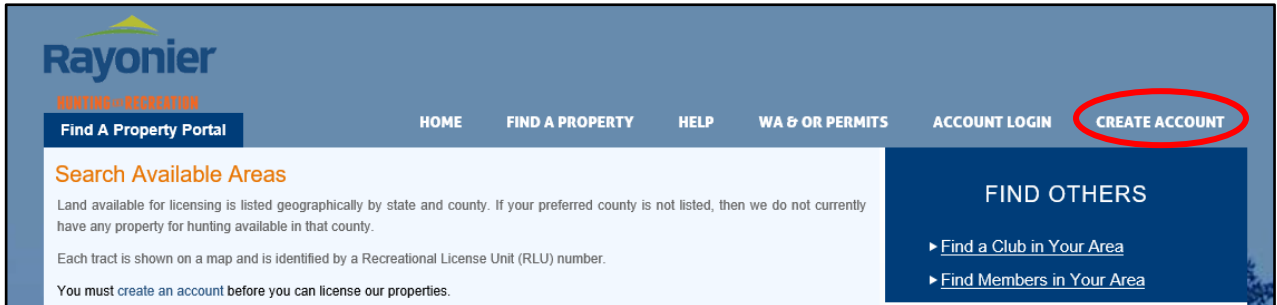 Rayonier
HUNTING and RECREATION
Find A Property Portal
HOME FIND A PROPERTY HELP WA & OR PERMITS ACCOUNT LOGIN CREATE ACCOUNT
Search Available Areas
Land available for licensing is listed geographically by state and county. If your preferred county is not listed, then we do not currently
have any property for hunting available in that county.
Each tract is shown on a map and is identified by a Recreational License Unit (RLU) number.
You must create an account before you can license our properties.
FIND OTHERS
Find a Club in Your Area
Find Members in Your Area